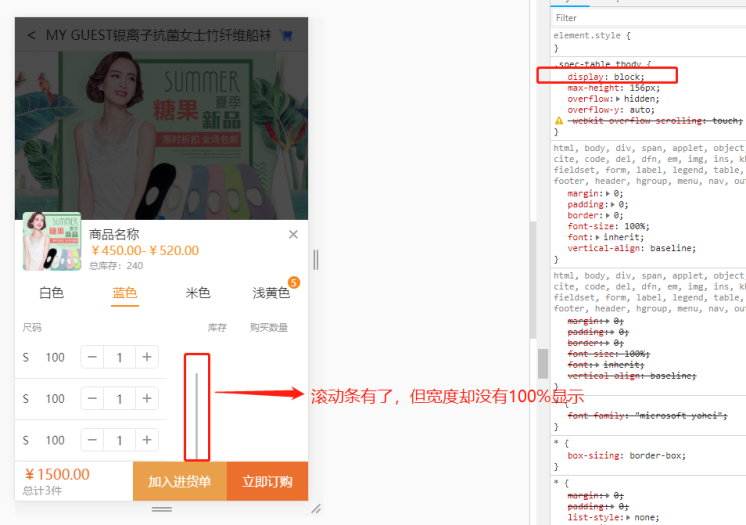 < MY GUEST银离子抗菌女士竹纤维船袜
SUMMER
糖果 夏季
新品
限时折扣 全场包邮
SUMMER
糖果 夏季
新品
商品名称
×
￥450.00-￥520.00
总库存: 240
白色 蓝色 米色 浅黄色 5
尺码 库存 购买数量
S 100 − 1 +
S 100 − 1 +
S 100 − 1 +
￥1500.00
总计3件
加入进货单 立即订购
滚动条有了，但宽度却没有100%显示
Filter
element.style {
}
.spec-table tbody {
display: block;
max-height: 156px;
overflow:▸ hidden;
overflow-y: auto;
-webkit-overflow-scrolling: touch;
}
html, body, div, span, applet, object,
cite, code, del, dfn, em, img, ins, kb
fieldset, form, label, legend, table,
footer, header, hgroup, menu, nav, out
margin:▸ 0;
padding:▸ 0;
border:▸ 0;
font-size: 100%;
font:▸ inherit;
vertical-align: baseline;
}
html, body, div, span, applet, object,
cite, code, del, dfn, em, img, ins, kb
fieldset, form, label, legend, table,
footer, header, hgroup, menu, nav, out
margin:▸ 0;
padding:▸ 0;
border:▸ 0;
font-size: 100%;
font:▸ inherit;
vertical-align: baseline;
}
{
font-family: "microsoft yahei";
}
* {
box-sizing: border-box;
}
* {
margin:▸ 0;
padding:▸ 0;
list-style:▸ none;